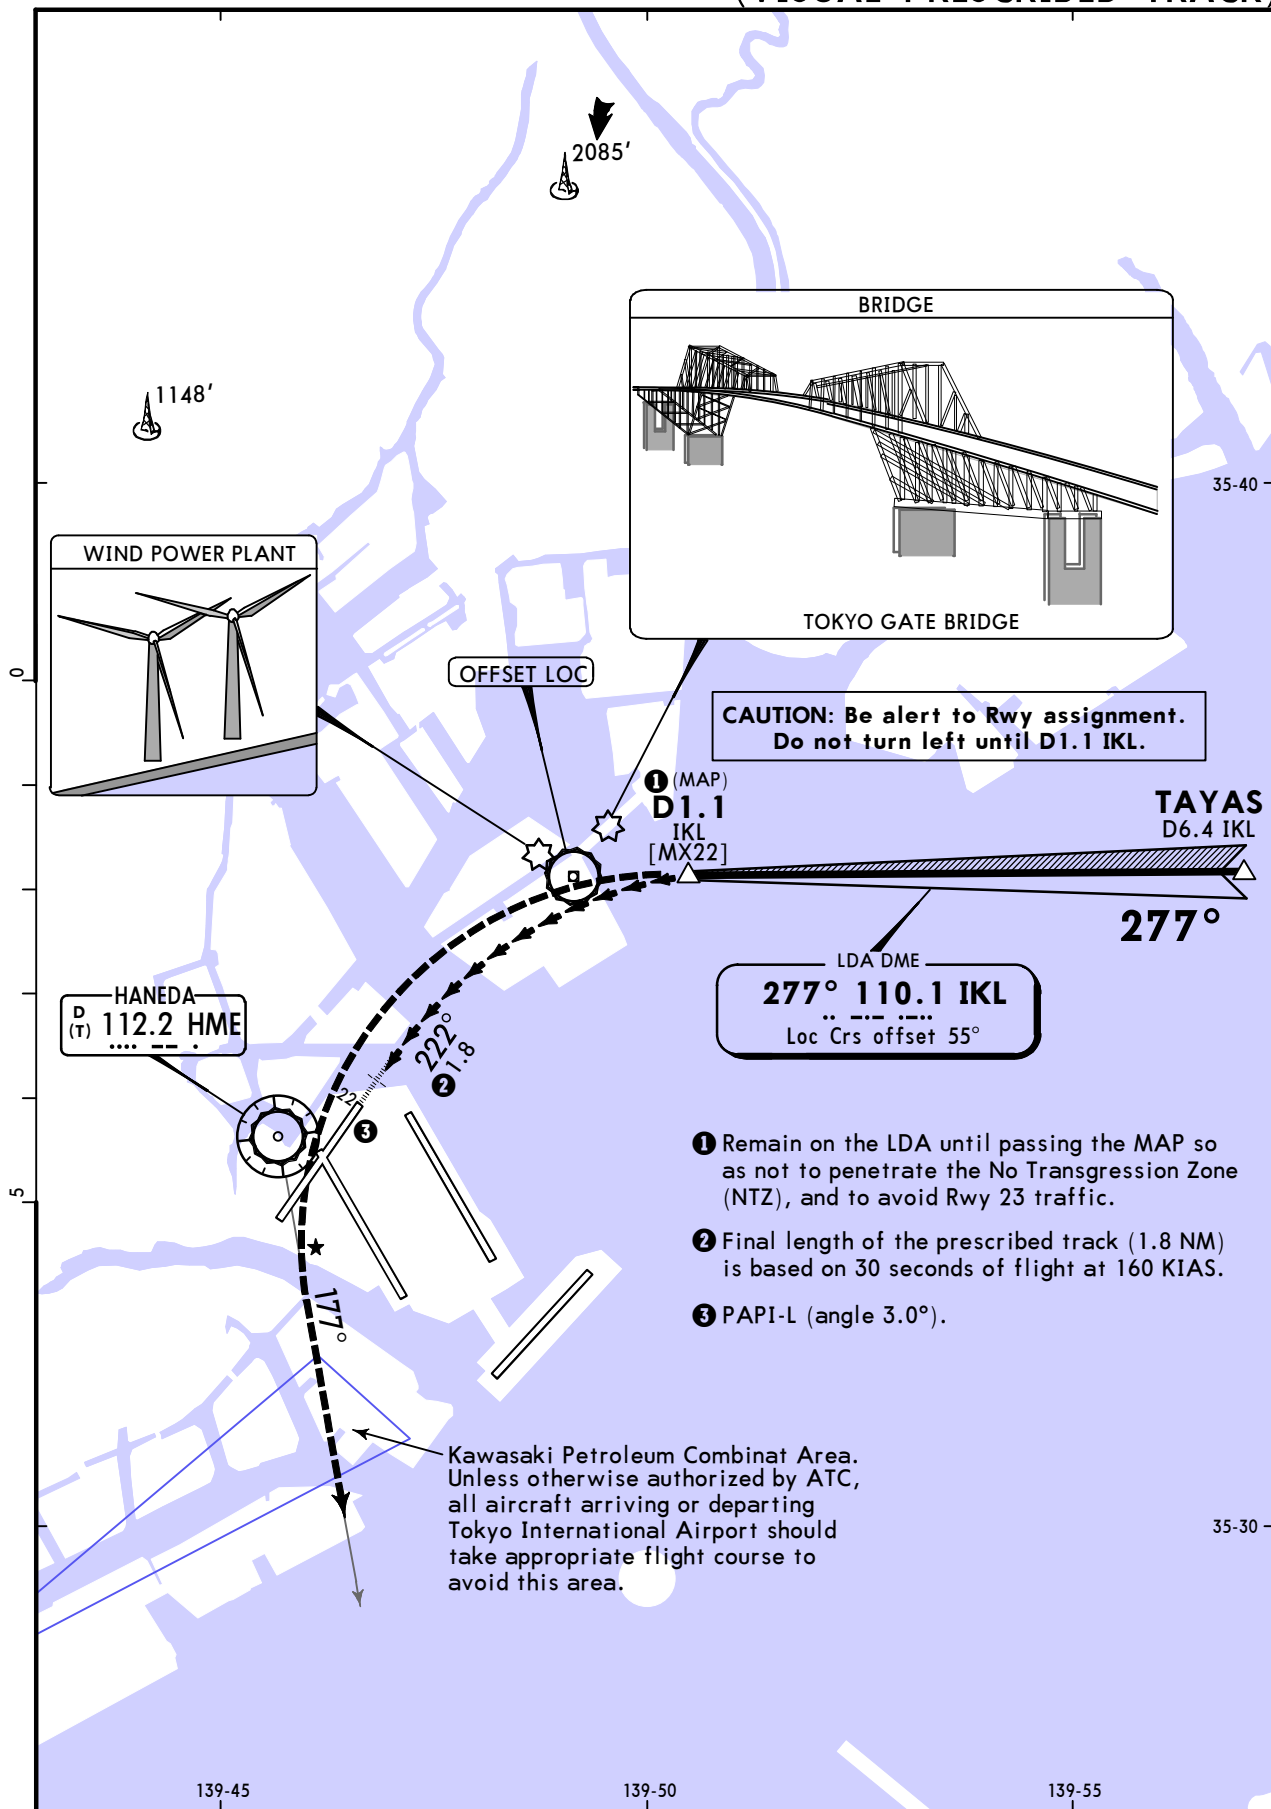 (VISUAL PRESCRIBED TRACK)
2085'
BRIDGE
1148'
35-40
WIND POWER PLANT
TOKYO GATE BRIDGE
OFFSET LOC
0
CAUTION: Be alert to Rwy assignment.
Do not turn left until D1.1 IKL.
1 (MAP)
D1.1
IKL
[MX22]
TAYAS
D6.4 IKL
277°
LDA DME
277° 110.1 IKL
Loc Crs offset 55°
HANEDA
D
(T) 112.2 HME
222°
2 1.8
22
3
5
1 Remain on the LDA until passing the MAP so
as not to penetrate the No Transgression Zone
(NTZ), and to avoid Rwy 23 traffic.
2 Final length of the prescribed track (1.8 NM)
is based on 30 seconds of flight at 160 KIAS.
3 PAPI-L (angle 3.0°).
177°
Kawasaki Petroleum Combinat Area.
Unless otherwise authorized by ATC,
all aircraft arriving or departing
Tokyo International Airport should
take appropriate flight course to
avoid this area.
35-30
139-45
139-50
139-55